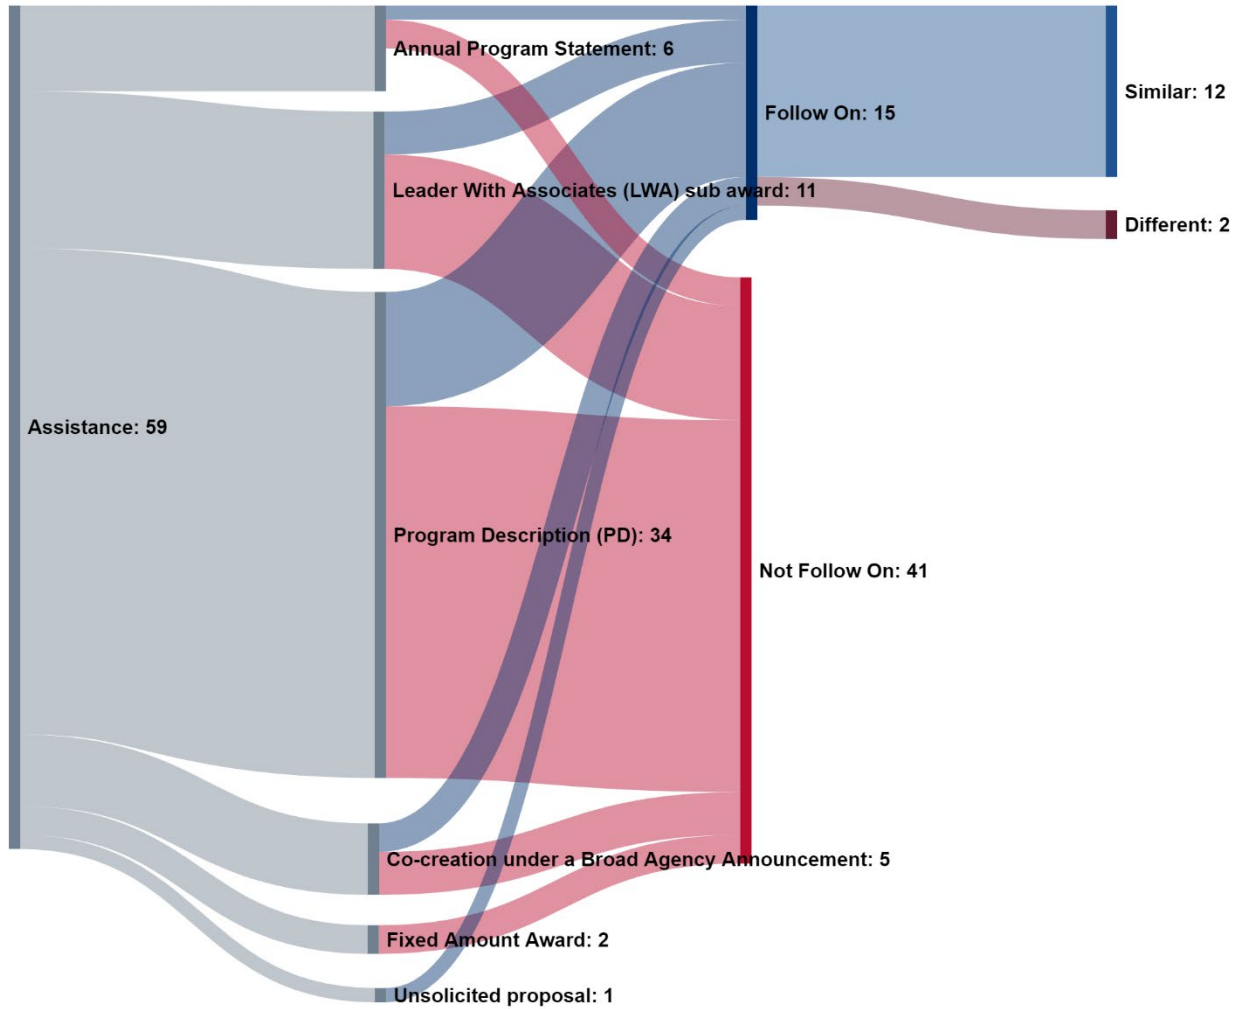 Assistance: 59
Annual Program Statement: 6
Leader With Associates (LWA) sub award: 11
Program Description (PD): 34
Co-creation under a Broad Agency Announcement: 5
Fixed Amount Award: 2
Unsolicited proposal: 1
Follow On: 15
Not Follow On: 41
Similar: 12
Different: 2